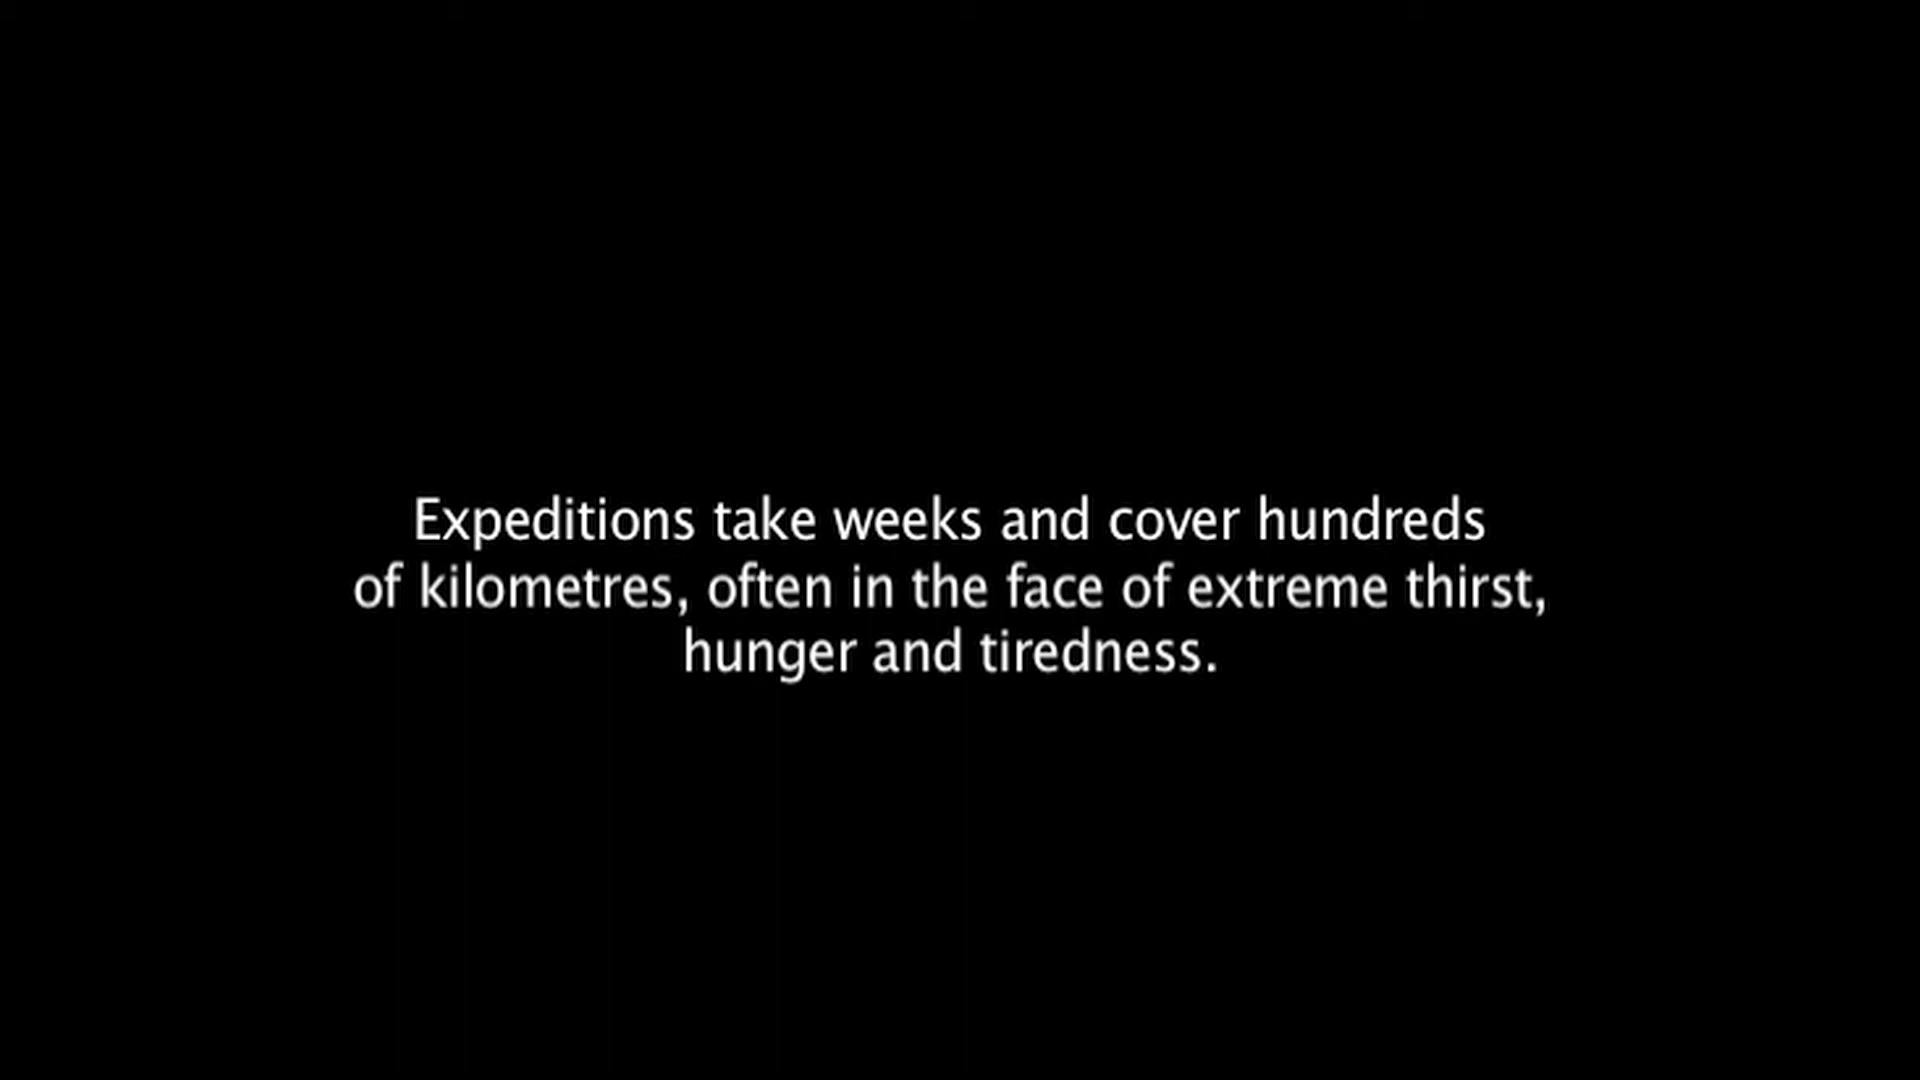 Expeditions take weeks and cover hundreds
of kilometres, often in the face of extreme thirst,
hunger and tiredness.